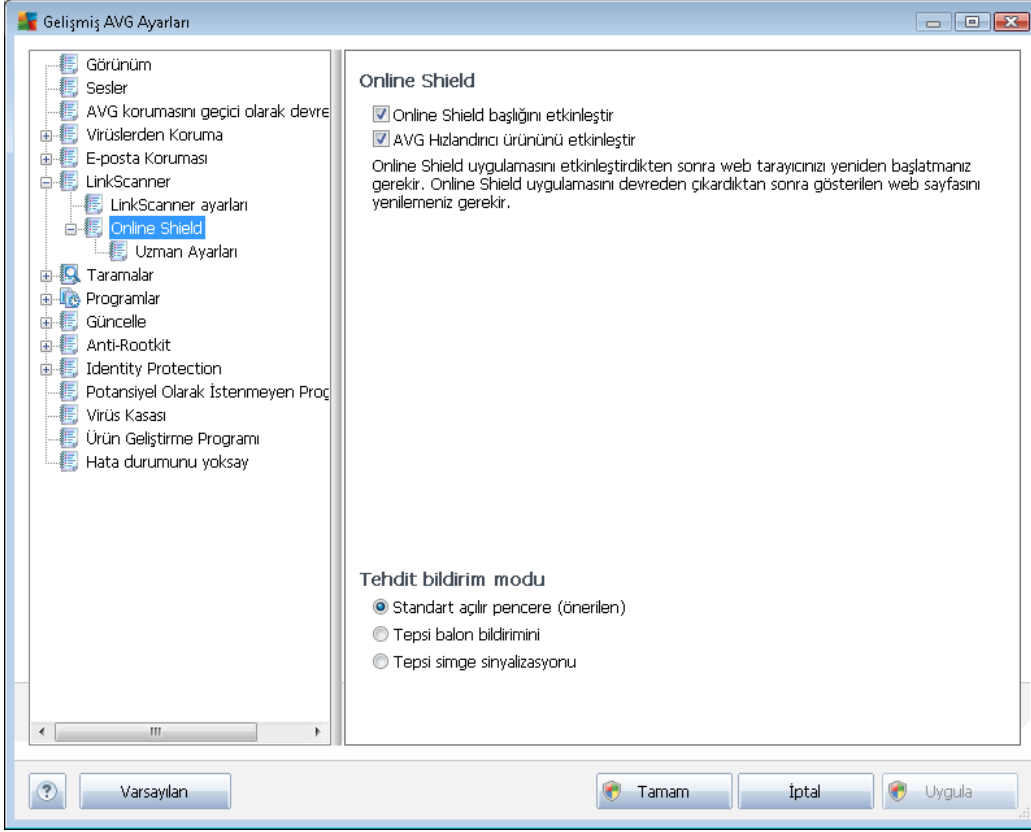 Gelişmiş AVG Ayarları
Görünüm
Sesler
AVG korumasını geçici olarak devre
Virüslerden Koruma
E-posta Koruması
LinkScanner
LinkScanner ayarları
Online Shield
Uzman Ayarları
Taramalar
Programlar
Güncelle
Anti-Rootkit
Identity Protection
Potansiyel Olarak İstenmeyen Prog
Virüs Kasası
Ürün Geliştirme Programı
Hata durumunu yoksay
Online Shield
Online Shield başlığını etkinleştir
AVG Hızlandırıcı ürününü etkinleştir
Online Shield uygulamasını etkinleştirdikten sonra web tarayıcınızı yeniden başlatmanız
gerekir. Online Shield uygulamasını devreden çıkardıktan sonra gösterilen web sayfasını
yenilemeniz gerekir.
Tehdit bildirim modu
Standart açılır pencere (önerilen)
Tepsi balon bildirimini
Tepsi simge sinyalizasyonu
?
Varsayılan
Tamam
İptal
Uygula